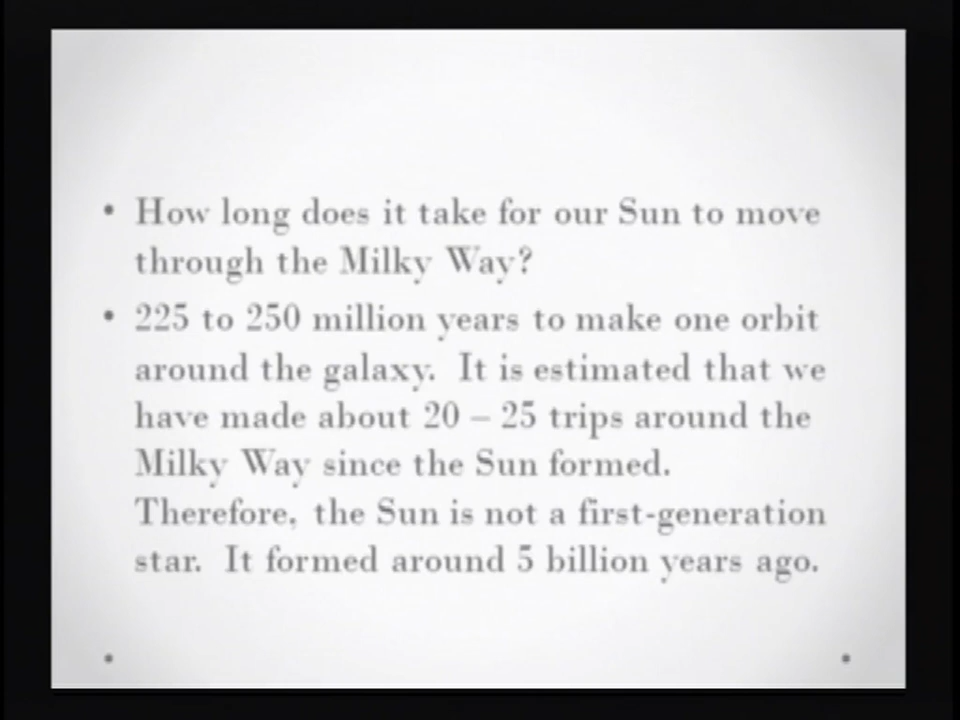 • How long does it take for our Sun to move
through the Milky Way?
• 225 to 250 million years to make one orbit
around the galaxy. It is estimated that we
have made about 20 – 25 trips around the
Milky Way since the Sun formed.
Therefore, the Sun is not a first-generation
star. It formed around 5 billion years ago.